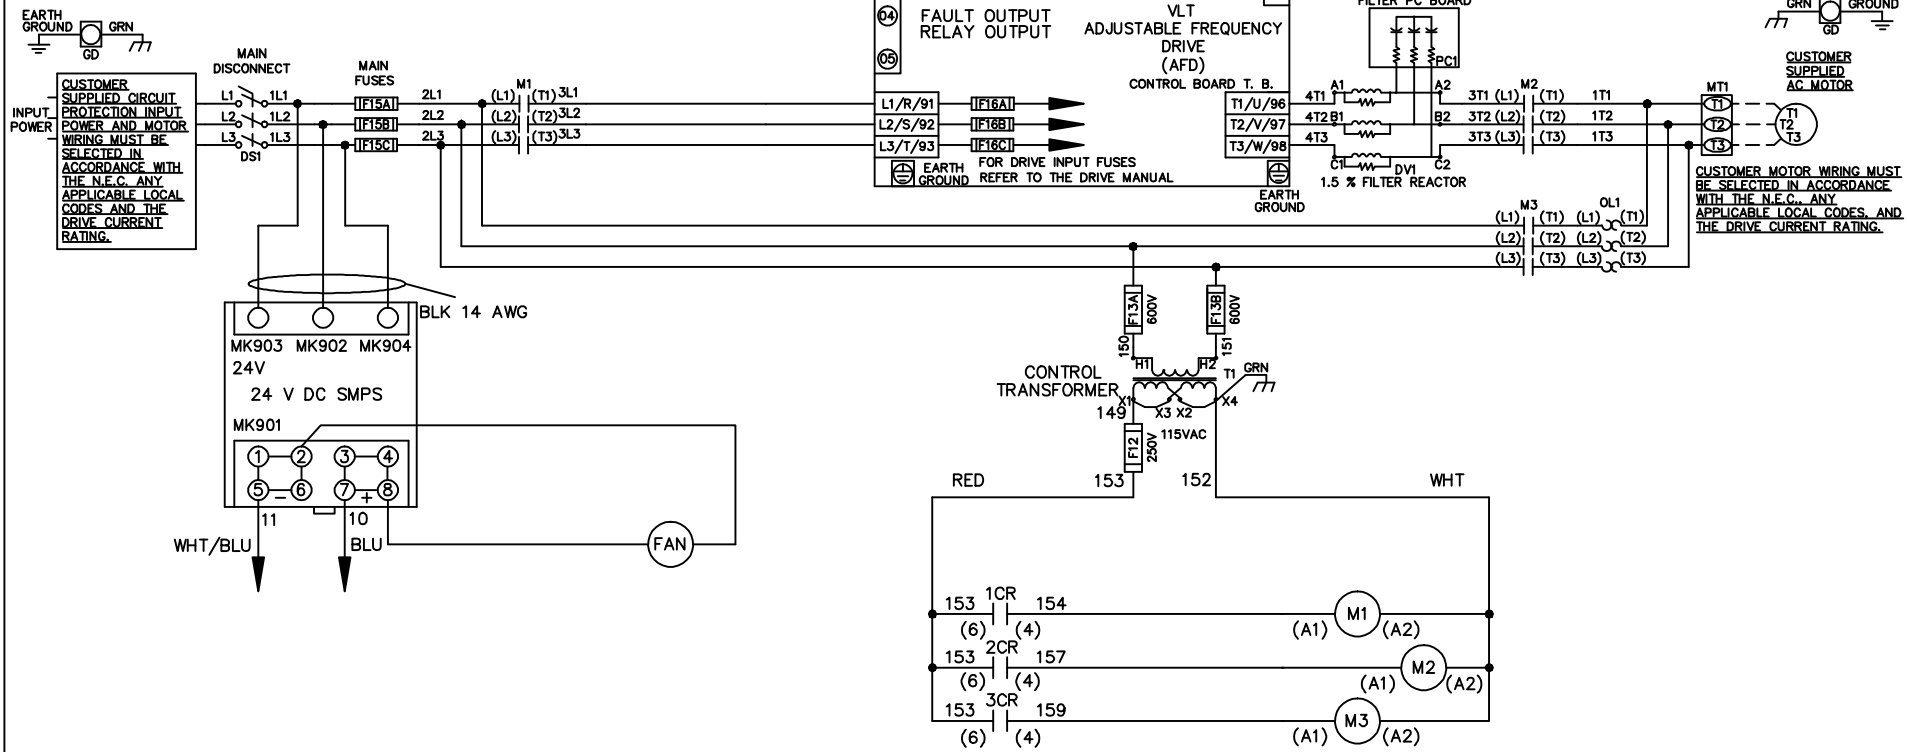 EARTH
GROUND
GRN
GD
04
05
FAULT OUTPUT
RELAY OUTPUT
VLT
ADJUSTABLE FREQUENCY
DRIVE
(AFD)
CONTROL BOARD T. B.
FILTER PC BOARD
PC1
GRN
GROUND
GD
CUSTOMER
SUPPLIED
AC MOTOR
INPUT
POWER
CUSTOMER
SUPPLIED CIRCUIT
PROTECTION INPUT
POWER AND MOTOR
WIRING MUST BE
SELECTED IN
ACCORDANCE WITH
THE N.E.C. ANY
APPLICABLE LOCAL
CODES AND THE
DRIVE CURRENT
RATING.
MAIN
DISCONNECT
L1 1L1
L2 1L2
L3 1L3
DS1
MAIN
FUSES
F15A
F15B
F15C
2L1
2L2
2L3
M1
(L1) (T1) 3L1
(L2) (T2) 3L2
(L3) (T3) 3L3
L1/R/91
L2/S/92
L3/T/93
F16A
F16B
F16C
EARTH
GROUND
FOR DRIVE INPUT FUSES
REFER TO THE DRIVE MANUAL
T1/U/96
T2/V/97
T3/W/98
EARTH
GROUND
4T1 A1 A2
4T2 B1 B2
4T3
C1 C2
DV1
1.5 % FILTER REACTOR
M2
3T1 (L1) (T1) 1T1
3T2 (L2) (T2) 1T2
3T3 (L3) (T3) 1T3
MT1
T1
T2
T3
T1
T2
T3
CUSTOMER MOTOR WIRING MUST
BE SELECTED IN ACCORDANCE
WITH THE N.E.C., ANY
APPLICABLE LOCAL CODES, AND
THE DRIVE CURRENT RATING.
M3 OL1
(L1) (T1) (L1) (T1)
(L2) (T2) (L2) (T2)
(L3) (T3) (L3) (T3)
BLK 14 AWG
MK903 MK902 MK904
24V
24 V DC SMPS
MK901
1 2 3 4
5 - 6 7 + 8
11 10
WHT/BLU
BLU
FAN
F13A
600V
F13B
600V
150
151
H1 H2
CONTROL
TRANSFORMER
T1
GRN
X1 X3 X2 X4
149
115VAC
F12
250V
153
152
RED
WHT
153 1CR 154
(6) (4)
M1
(A1) (A2)
153 2CR 157
(6) (4)
M2
(A1) (A2)
153 3CR 159
(6) (4)
M3
(A1) (A2)